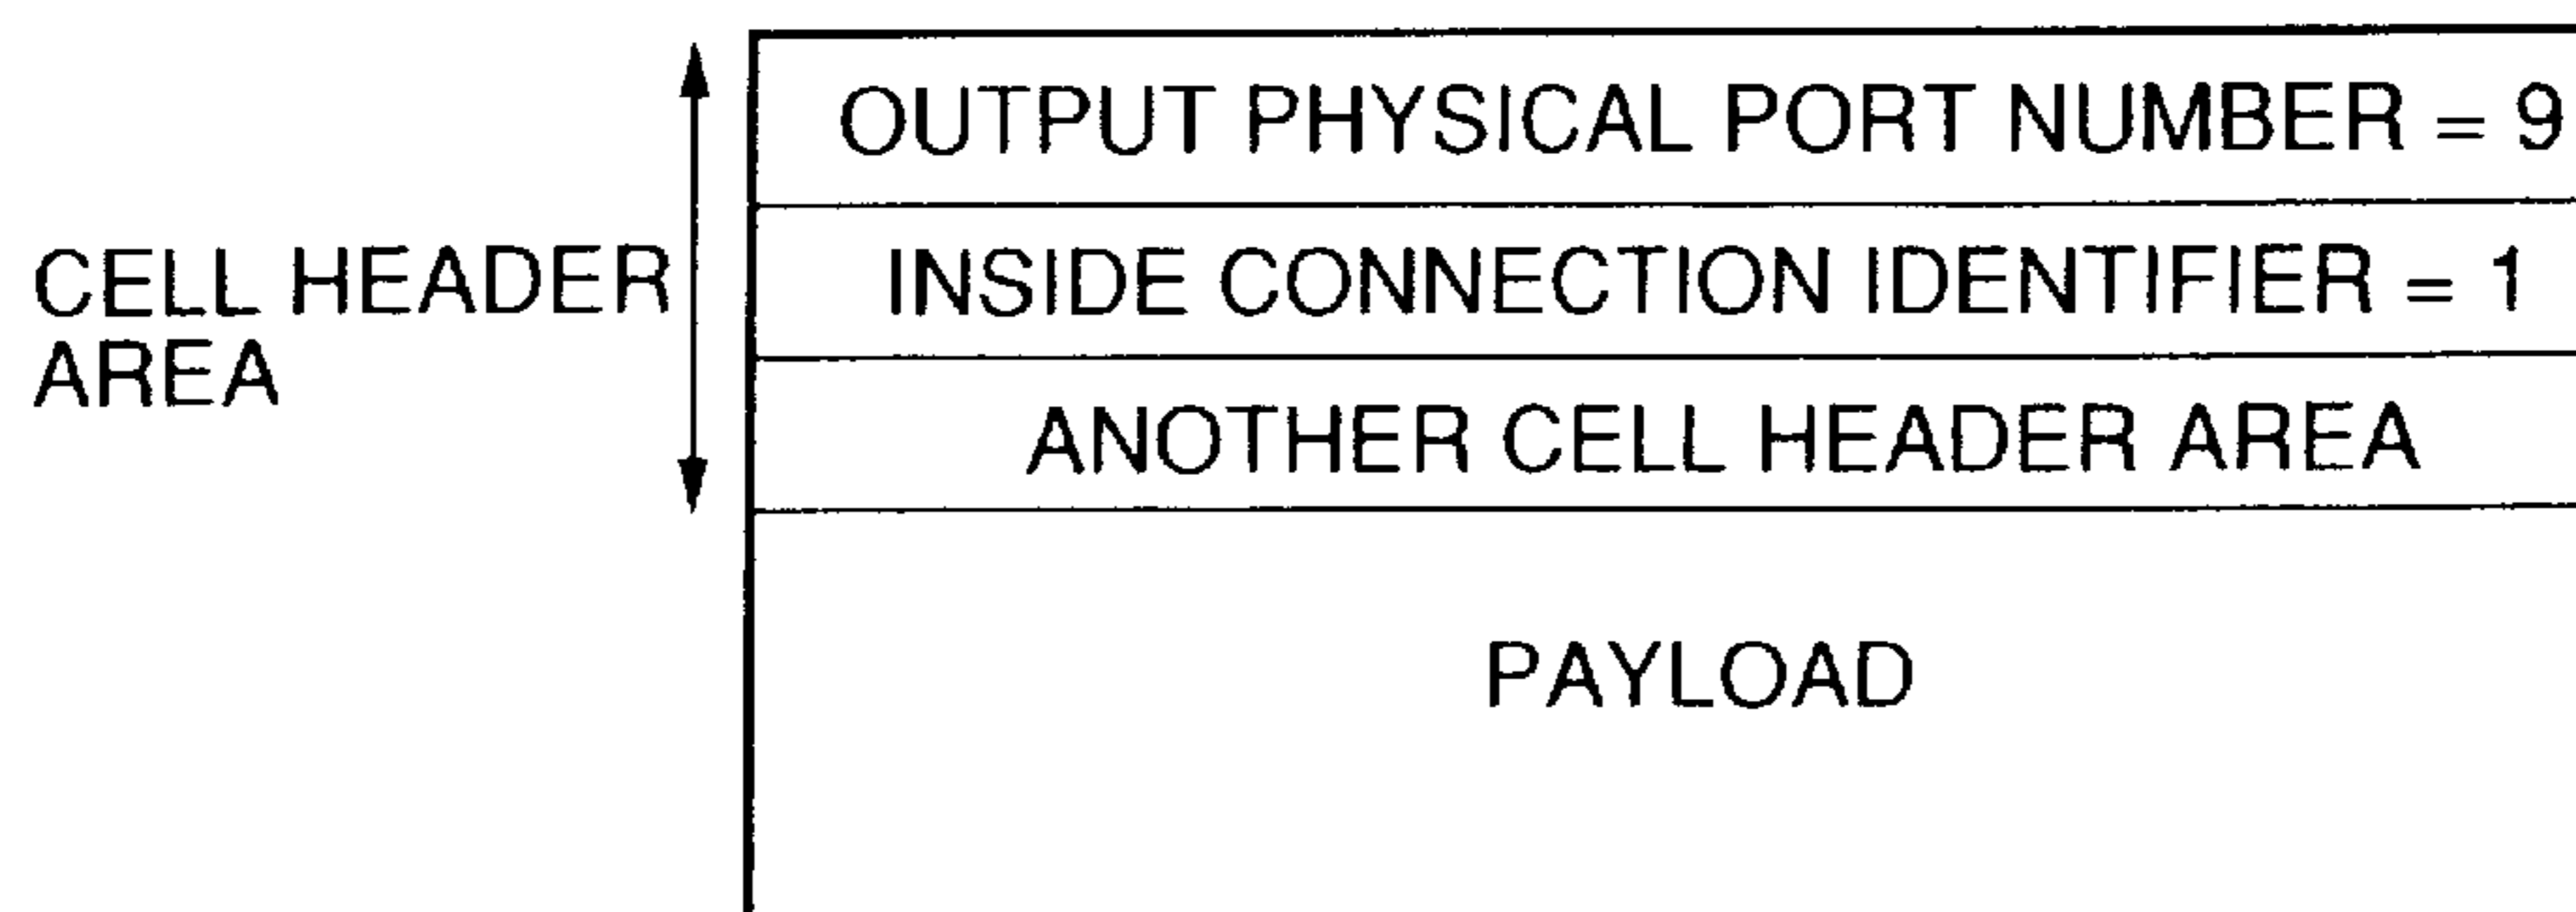 OUTPUT PHYSICAL PORT NUMBER = 9
CELL HEADER
AREA
INSIDE CONNECTION IDENTIFIER = 1
ANOTHER CELL HEADER AREA
PAYLOAD